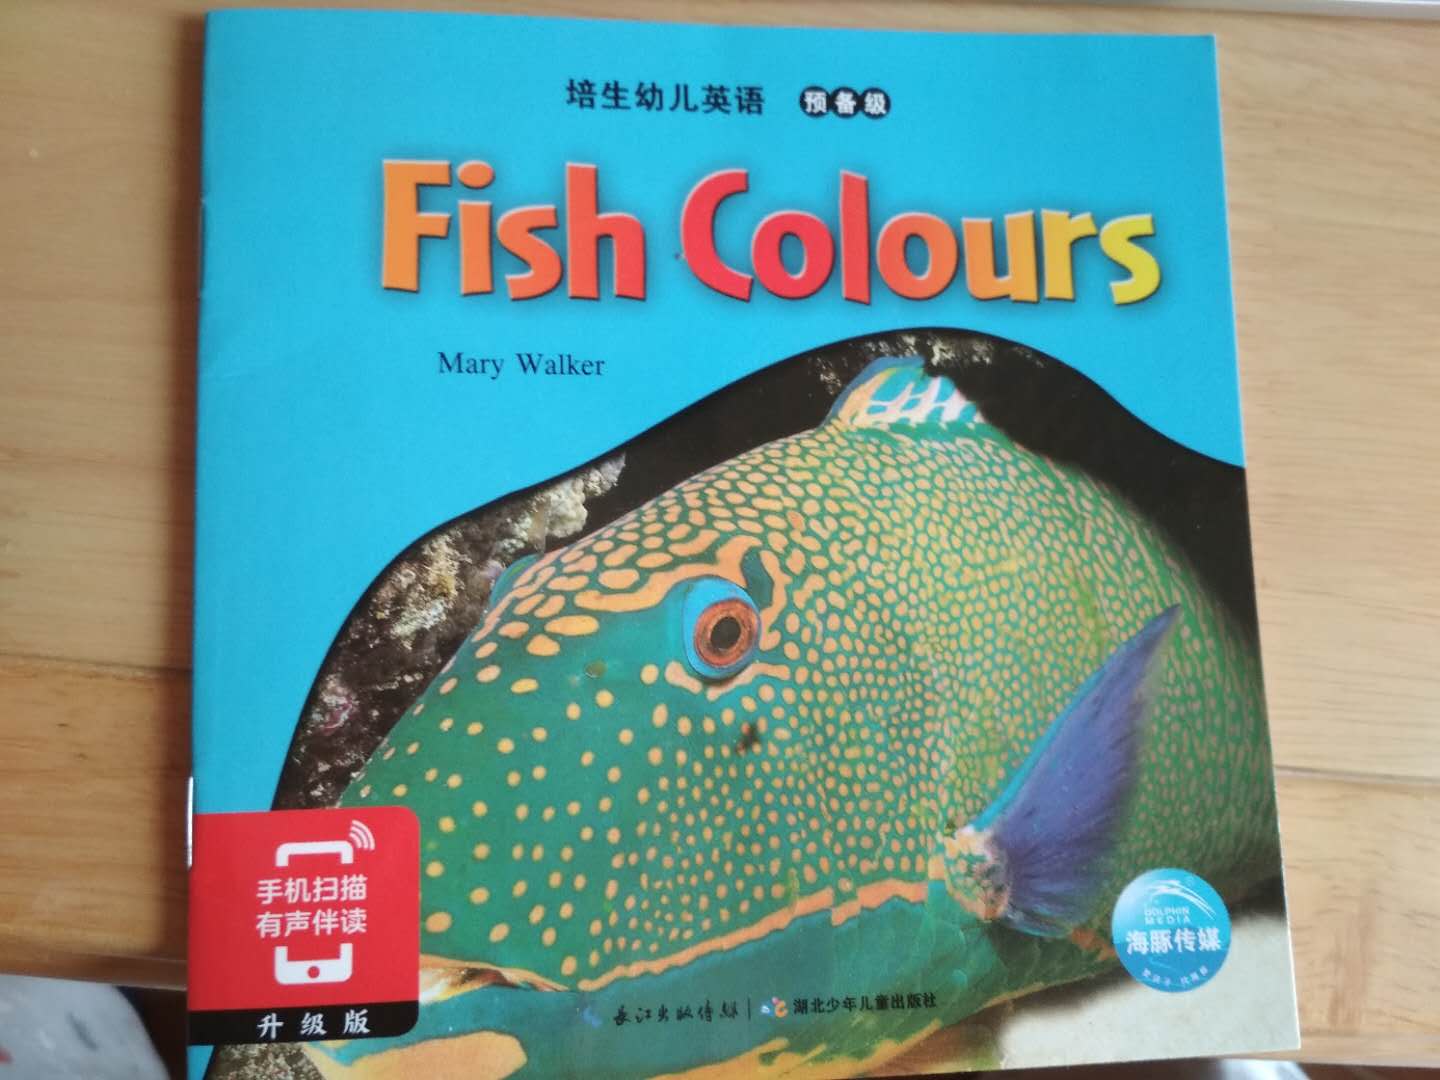 培生幼儿英语 预备级
Fish Colours
Mary Walker
手机扫描
有声伴读
升级版
DOLPHIN
MEDIA
海豚传媒
长江出版传媒
湖北少年儿童出版社